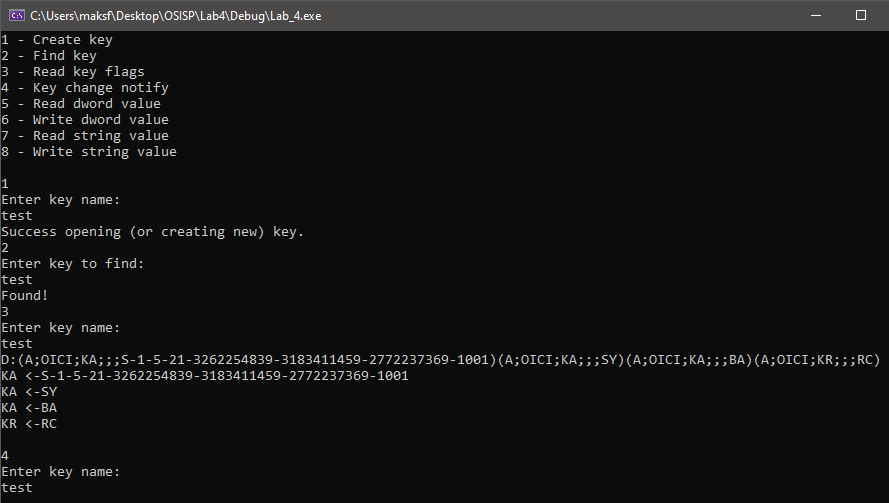 C:\Users\maksf\Desktop\OSISP\Lab4\Debug\Lab_4.exe
1 - Create key
2 - Find key
3 - Read key flags
4 - Key change notify
5 - Read dword value
6 - Write dword value
7 - Read string value
8 - Write string value
1
Enter key name:
test
Success opening (or creating new) key.
2
Enter key to find:
test
Found!
3
Enter key name:
test
D:(A;OICI;KA;;;S-1-5-21-3262254839-3183411459-2772237369-1001)(A;OICI;KA;;;SY)(A;OICI;KA;;;BA)(A;OICI;KR;;;RC)
KA <-S-1-5-21-3262254839-3183411459-2772237369-1001
KA <-SY
KA <-BA
KR <-RC
4
Enter key name:
test